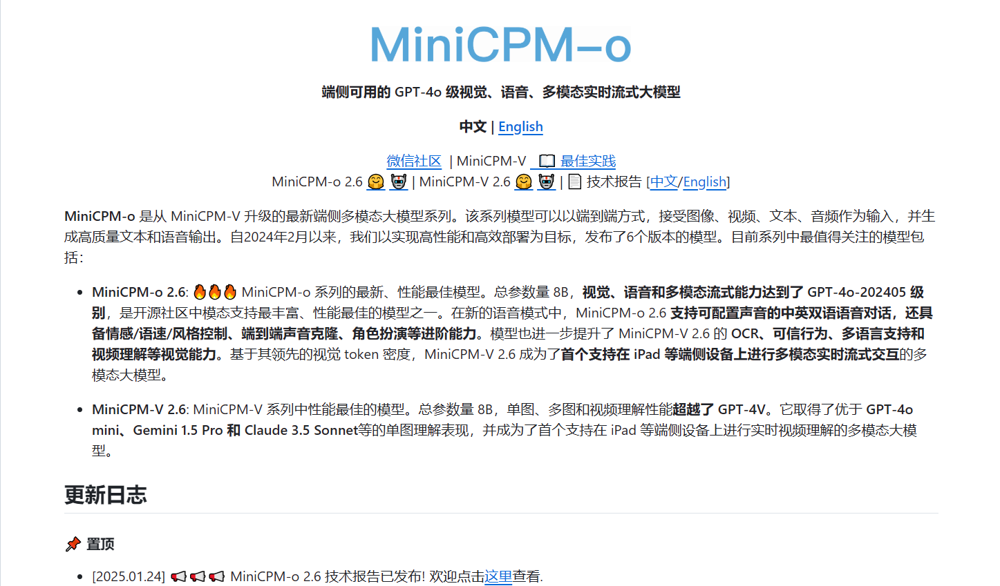 MiniCPM-o
端侧可用的 GPT-4o 级视觉、语音、多模态实时流式大模型
中文 | English
微信社区 | MiniCPM-V 📖 最佳实践
MiniCPM-o 2.6 🤗 🤖 | MiniCPM-V 2.6 🤗 🤖 | 📄 技术报告 [中文/English]
MiniCPM-o 是从 MiniCPM-V 升级的最新端侧多模态大模型系列。该系列模型可以以端到端方式，接受图像、视频、文本、音频作为输入，并生
成高质量文本和语音输出。自2024年2月以来，我们以实现高性能和高效部署为目标，发布了6个版本的模型。目前系列中最值得关注的模型包
括：
• MiniCPM-o 2.6: 🔥🔥🔥 MiniCPM-o 系列的最新、性能最佳模型。总参数量 8B，视觉、语音和多模态流式能力达到了 GPT-4o-202405 级
别，是开源社区中模态支持最丰富、性能最佳的模型之一。在新的语音模式中，MiniCPM-o 2.6 支持可配置声音的中英双语语音对话，还具
备情感/语速/风格控制、端到端声音克隆、角色扮演等进阶能力。模型也进一步提升了 MiniCPM-V 2.6 的 OCR、可信行为、多语言支持和
视频理解等视觉能力。基于其领先的视觉 token 密度，MiniCPM-V 2.6 成为了首个支持在 iPad 等端侧设备上进行多模态实时流式交互的多
模态大模型。
• MiniCPM-V 2.6: MiniCPM-V 系列中性能最佳的模型。总参数量 8B，单图、多图和视频理解性能超越了 GPT-4V。它取得了优于 GPT-4o
mini、Gemini 1.5 Pro 和 Claude 3.5 Sonnet等的单图理解表现，并成为了首个支持在 iPad 等端侧设备上进行实时视频理解的多模态大模
型。
更新日志
📌 置顶
• [2025.01.24] 📢📢📢 MiniCPM-o 2.6 技术报告已发布! 欢迎点击这里查看.